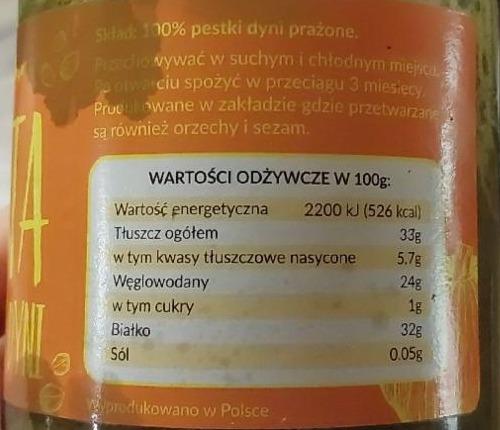 Skład: 100% pestki dyni prażone.
Przechowywać w suchym i chłodnym miejscu.
Po otwarciu spożyć w przeciągu 3 miesięcy.
Produkowane w zakładzie gdzie przetwarzane
są również orzechy i sezam.
TA
YNI
WARTOŚCI ODŻYWCZE W 100g:
Wartość energetyczna 2200 kJ (526 kcal)
Tłuszcz ogółem 33g
w tym kwasy tłuszczowe nasycone 5.7g
Węglowodany 24g
w tym cukry 1g
Białko 32g
Sól 0.05g
wyprodukowano w Polsce